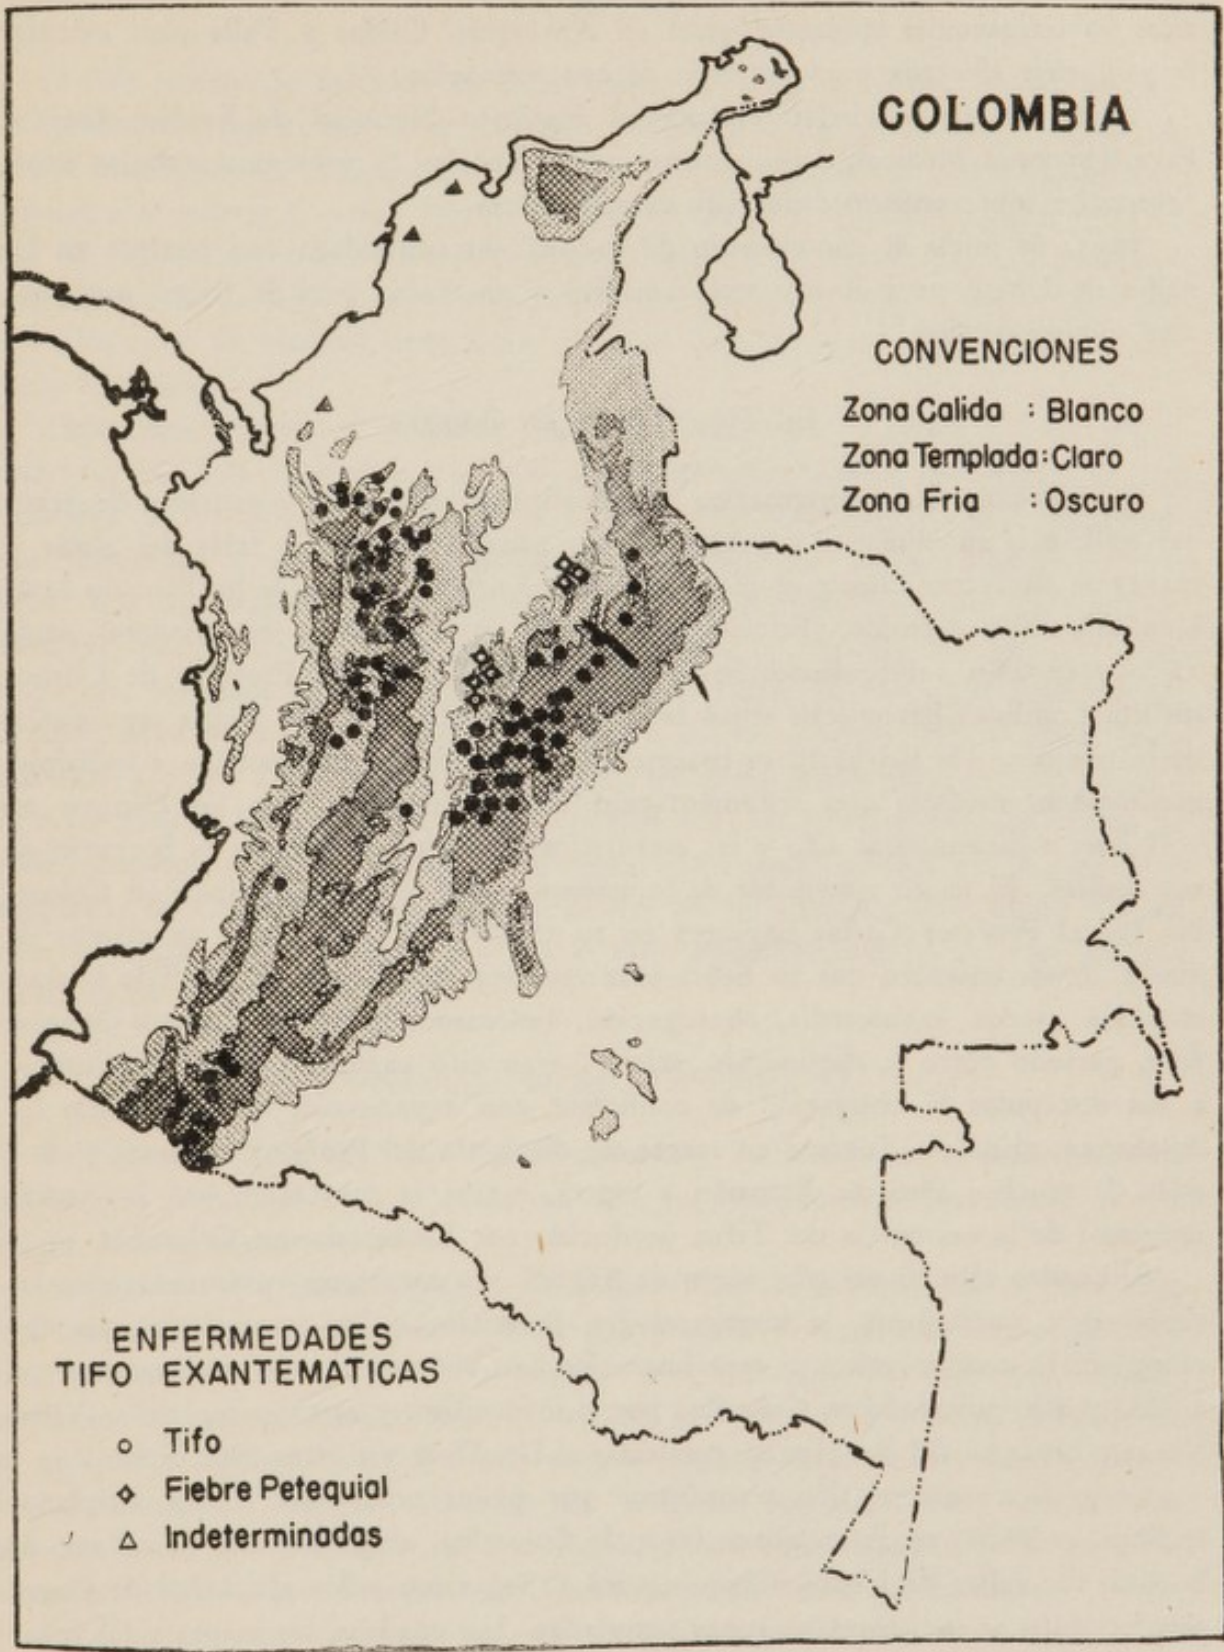 COLOMBIA
CONVENCIONES
Zona Calida : Blanco
Zona Templada: Claro
Zona Fria : Oscuro
ENFERMEDADES
TIFO EXANTEMATICAS
Tifo
Fiebre Petequial
Indeterminadas